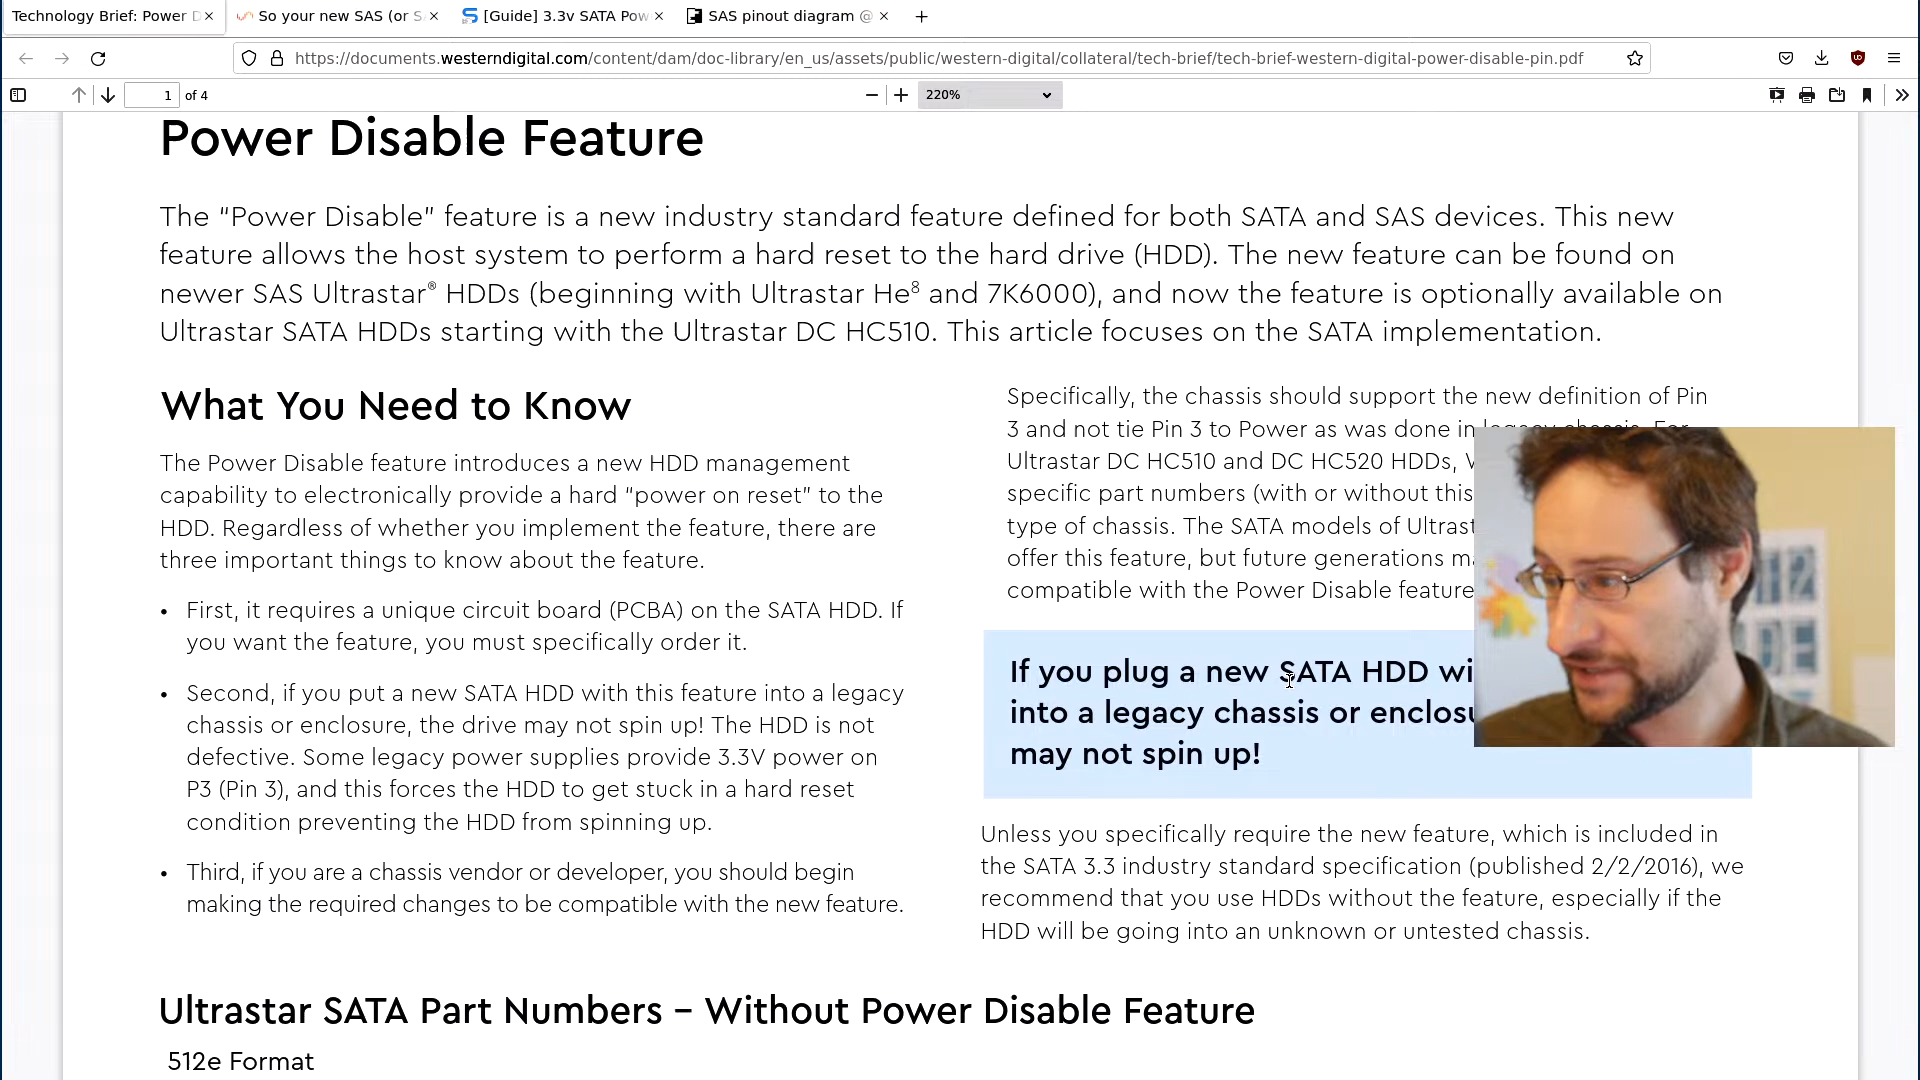 Technology Brief: Power D
So your new SAS (or S
[Guide] 3.3v SATA Pow
SAS pinout diagram @
https://documents.westerndigital.com/content/dam/doc-library/en_us/assets/public/western-digital/collateral/tech-brief/tech-brief-western-digital-power-disable-pin.pdf
1 of 4
220%
Power Disable Feature
The “Power Disable” feature is a new industry standard feature defined for both SATA and SAS devices. This new
feature allows the host system to perform a hard reset to the hard drive (HDD). The new feature can be found on
newer SAS Ultrastar® HDDs (beginning with Ultrastar He⁸ and 7K6000), and now the feature is optionally available on
Ultrastar SATA HDDs starting with the Ultrastar DC HC510. This article focuses on the SATA implementation.
What You Need to Know
The Power Disable feature introduces a new HDD management
capability to electronically provide a hard “power on reset” to the
HDD. Regardless of whether you implement the feature, there are
three important things to know about the feature.
• First, it requires a unique circuit board (PCBA) on the SATA HDD. If
you want the feature, you must specifically order it.
• Second, if you put a new SATA HDD with this feature into a legacy
chassis or enclosure, the drive may not spin up! The HDD is not
defective. Some legacy power supplies provide 3.3V power on
P3 (Pin 3), and this forces the HDD to get stuck in a hard reset
condition preventing the HDD from spinning up.
• Third, if you are a chassis vendor or developer, you should begin
making the required changes to be compatible with the new feature.
Specifically, the chassis should support the new definition of Pin
3 and not tie Pin 3 to Power as was done in legacy chassis. For
Ultrastar DC HC510 and DC HC520 HDDs,
specific part numbers (with or without this
type of chassis. The SATA models of
offer this feature, but future generations
compatible with the Power Disable feature
If you plug a new SATA HDD
into a legacy chassis or
may not spin up!
Unless you specifically require the new feature, which is included in
the SATA 3.3 industry standard specification (published 2/2/2016), we
recommend that you use HDDs without the feature, especially if the
HDD will be going into an unknown or untested chassis.
Ultrastar SATA Part Numbers – Without Power Disable Feature
512e Format